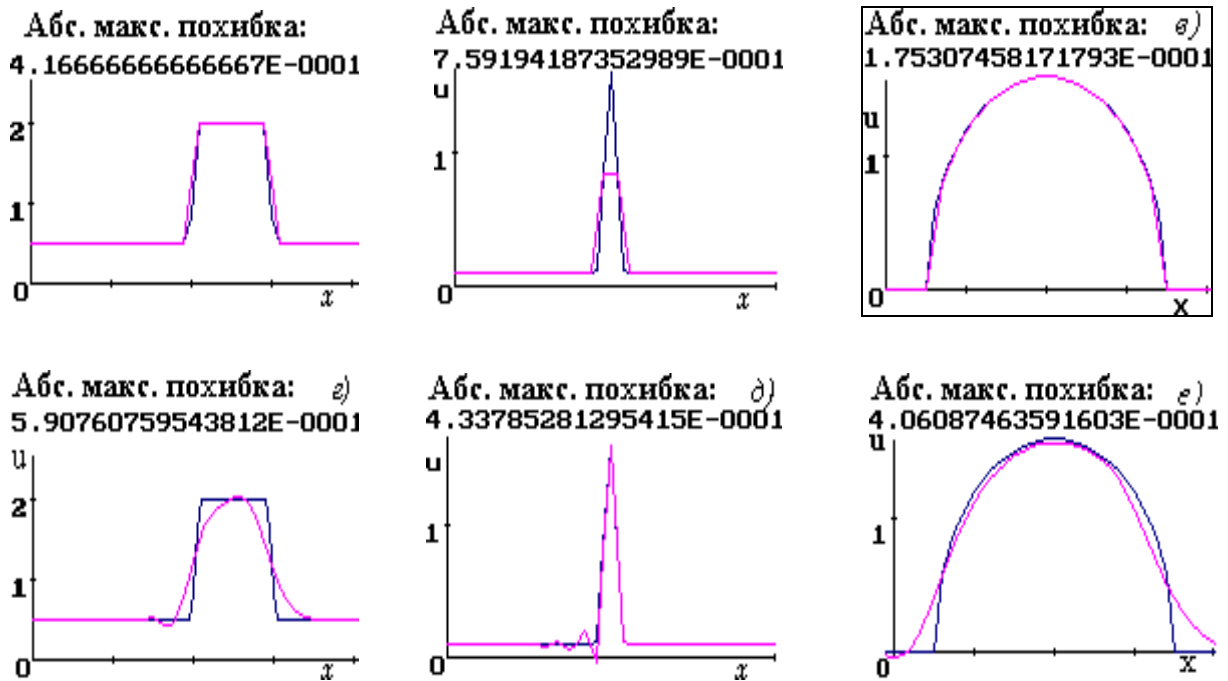 Абс. макс. похибка:
4.16666666666667E-0001
2
1
0
x
Абс. макс. похибка:
7.59194187352989E-0001
u
1
0
x
Абс. макс. похибка: в)
1.75307458171793E-0001
u
1
0
x
Абс. макс. похибка: г)
5.90760759543812E-0001
u
2
1
0
x
Абс. макс. похибка: д)
4.33785281295415E-0001
u
1
0
x
Абс. макс. похибка: е)
4.06087463591603E-0001
u
1
0
x